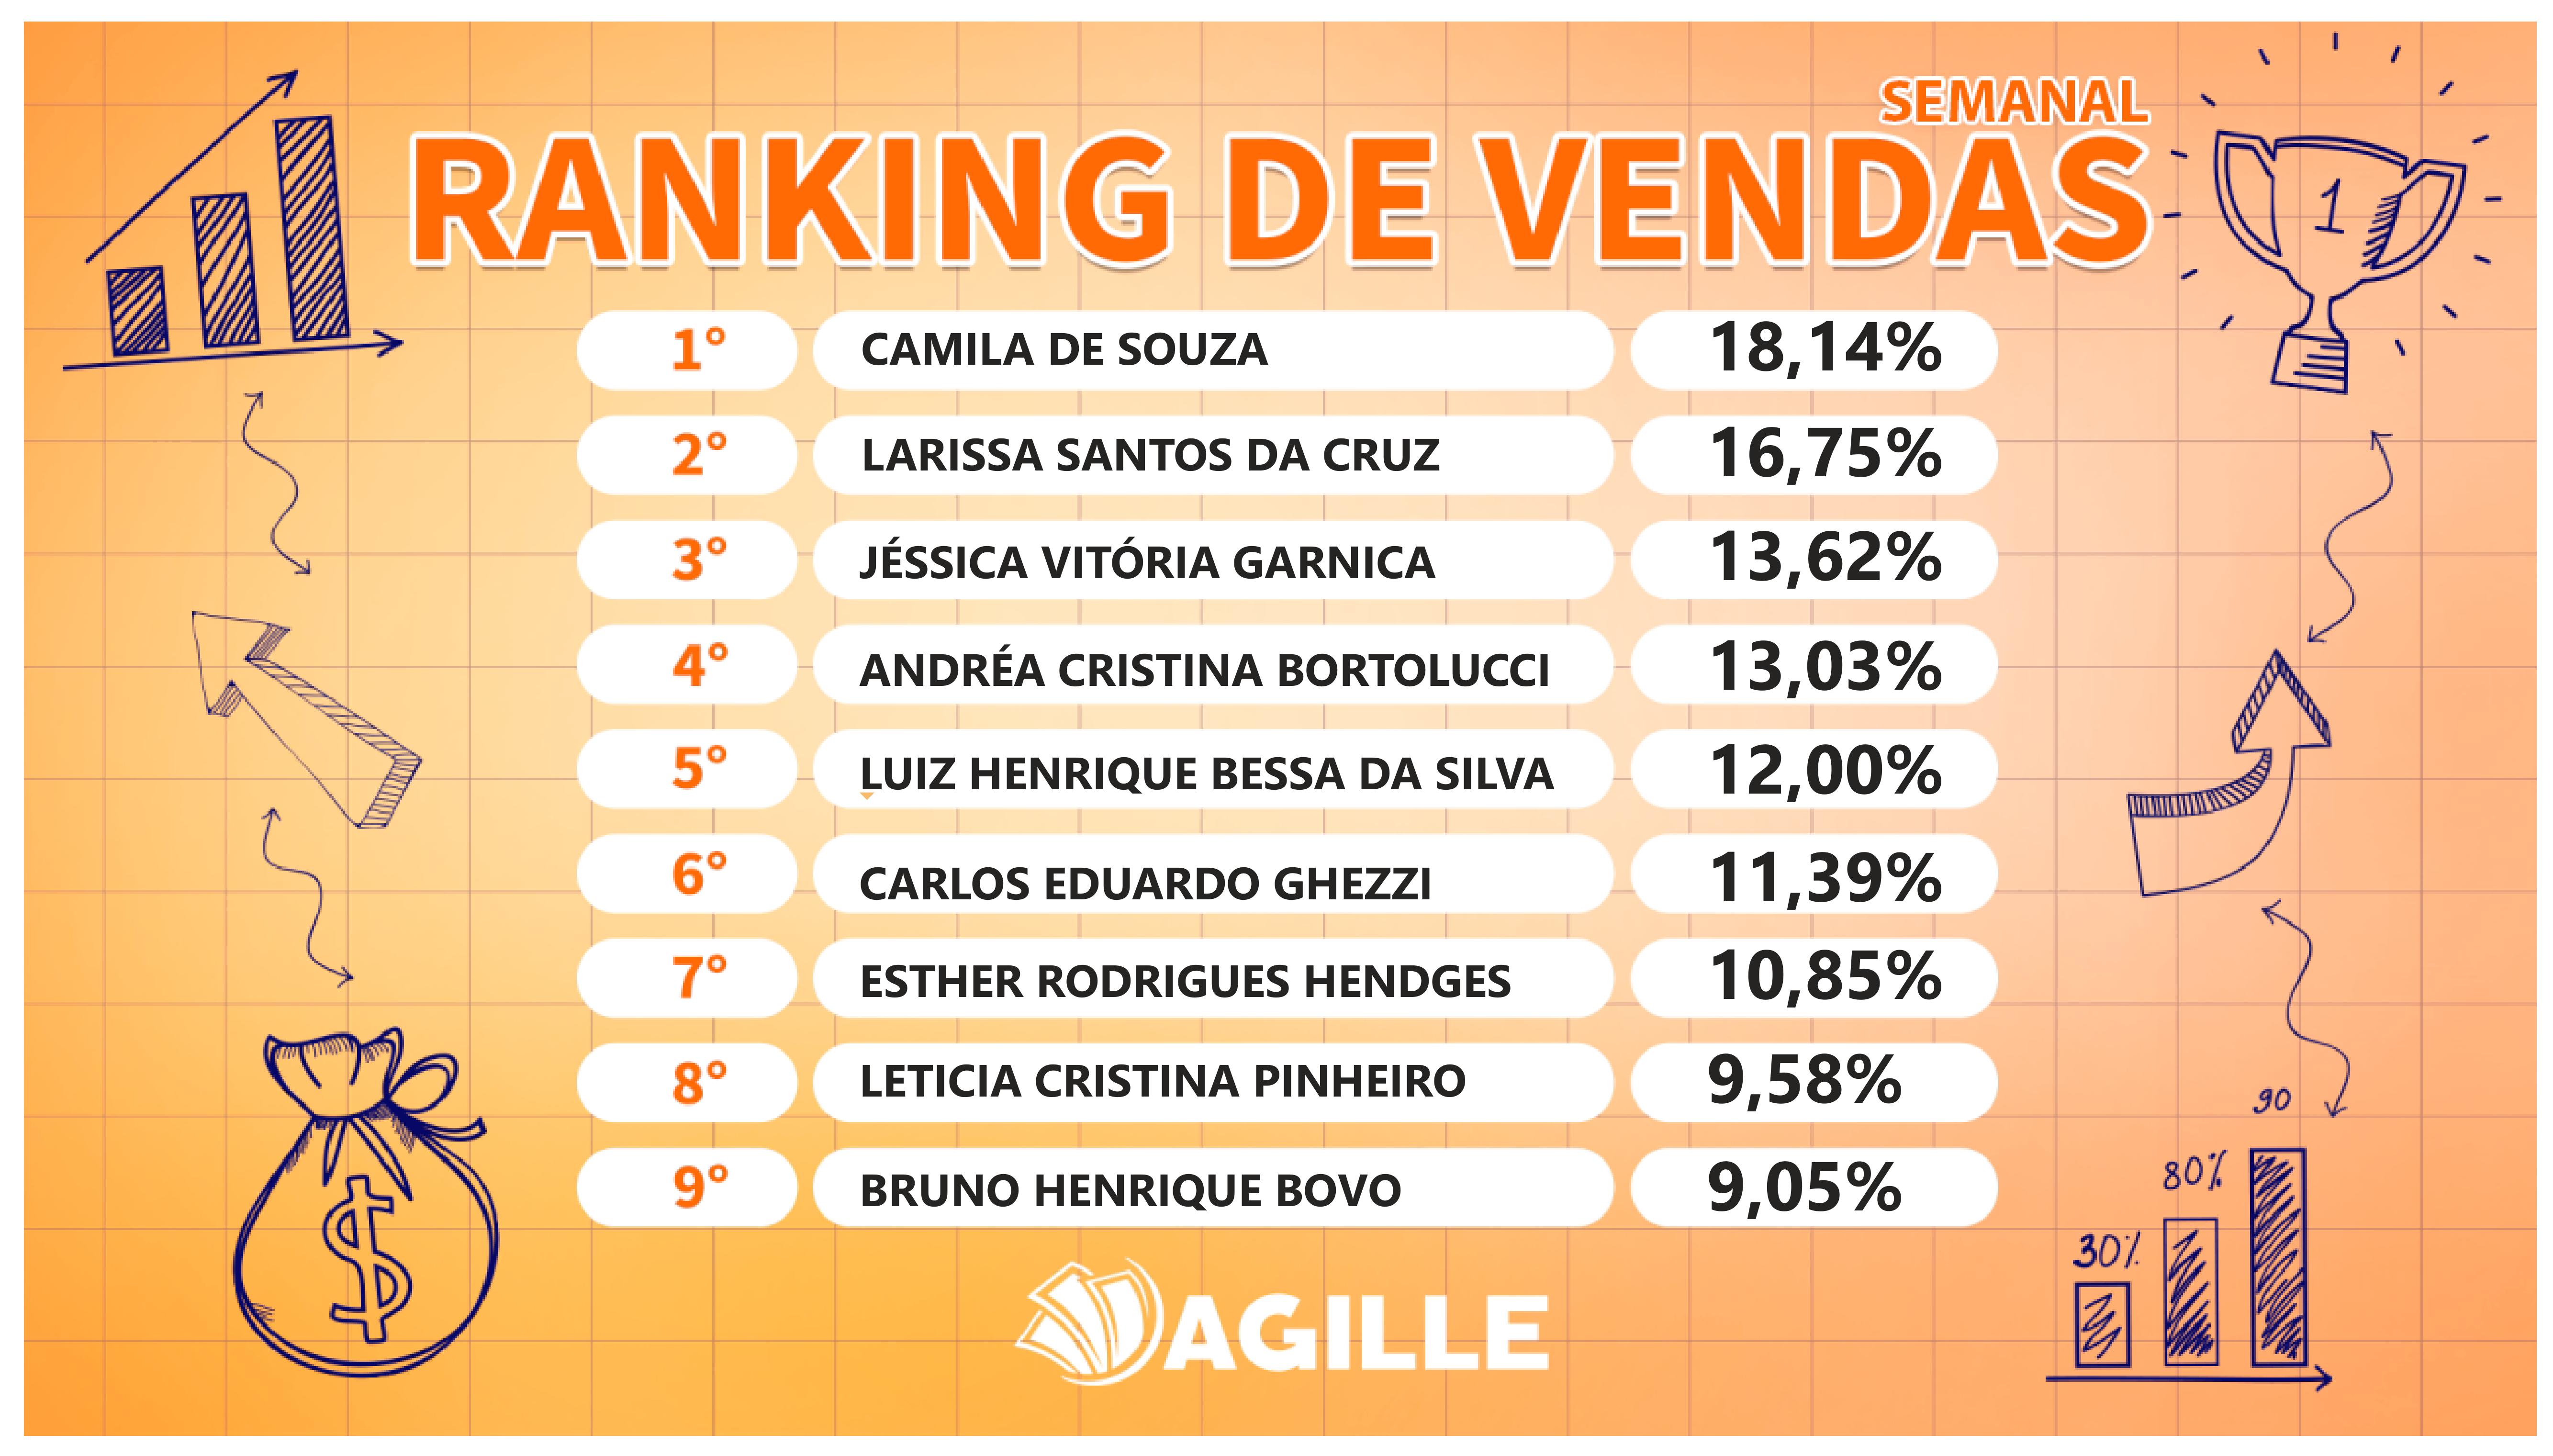 SEMANAL
RANKING DE VENDAS
1° CAMILA DE SOUZA 18,14%
2° LARISSA SANTOS DA CRUZ 16,75%
3° JÉSSICA VITÓRIA GARNICA 13,62%
4° ANDRÉA CRISTINA BORTOLUCCI 13,03%
5° LUIZ HENRIQUE BESSA DA SILVA 12,00%
6° CARLOS EDUARDO GHEZZI 11,39%
7° ESTHER RODRIGUES HENDGES 10,85%
8° LETICIA CRISTINA PINHEIRO 9,58%
9° BRUNO HENRIQUE BOVO 9,05%
AGILLE
1
$
90
80%
30%